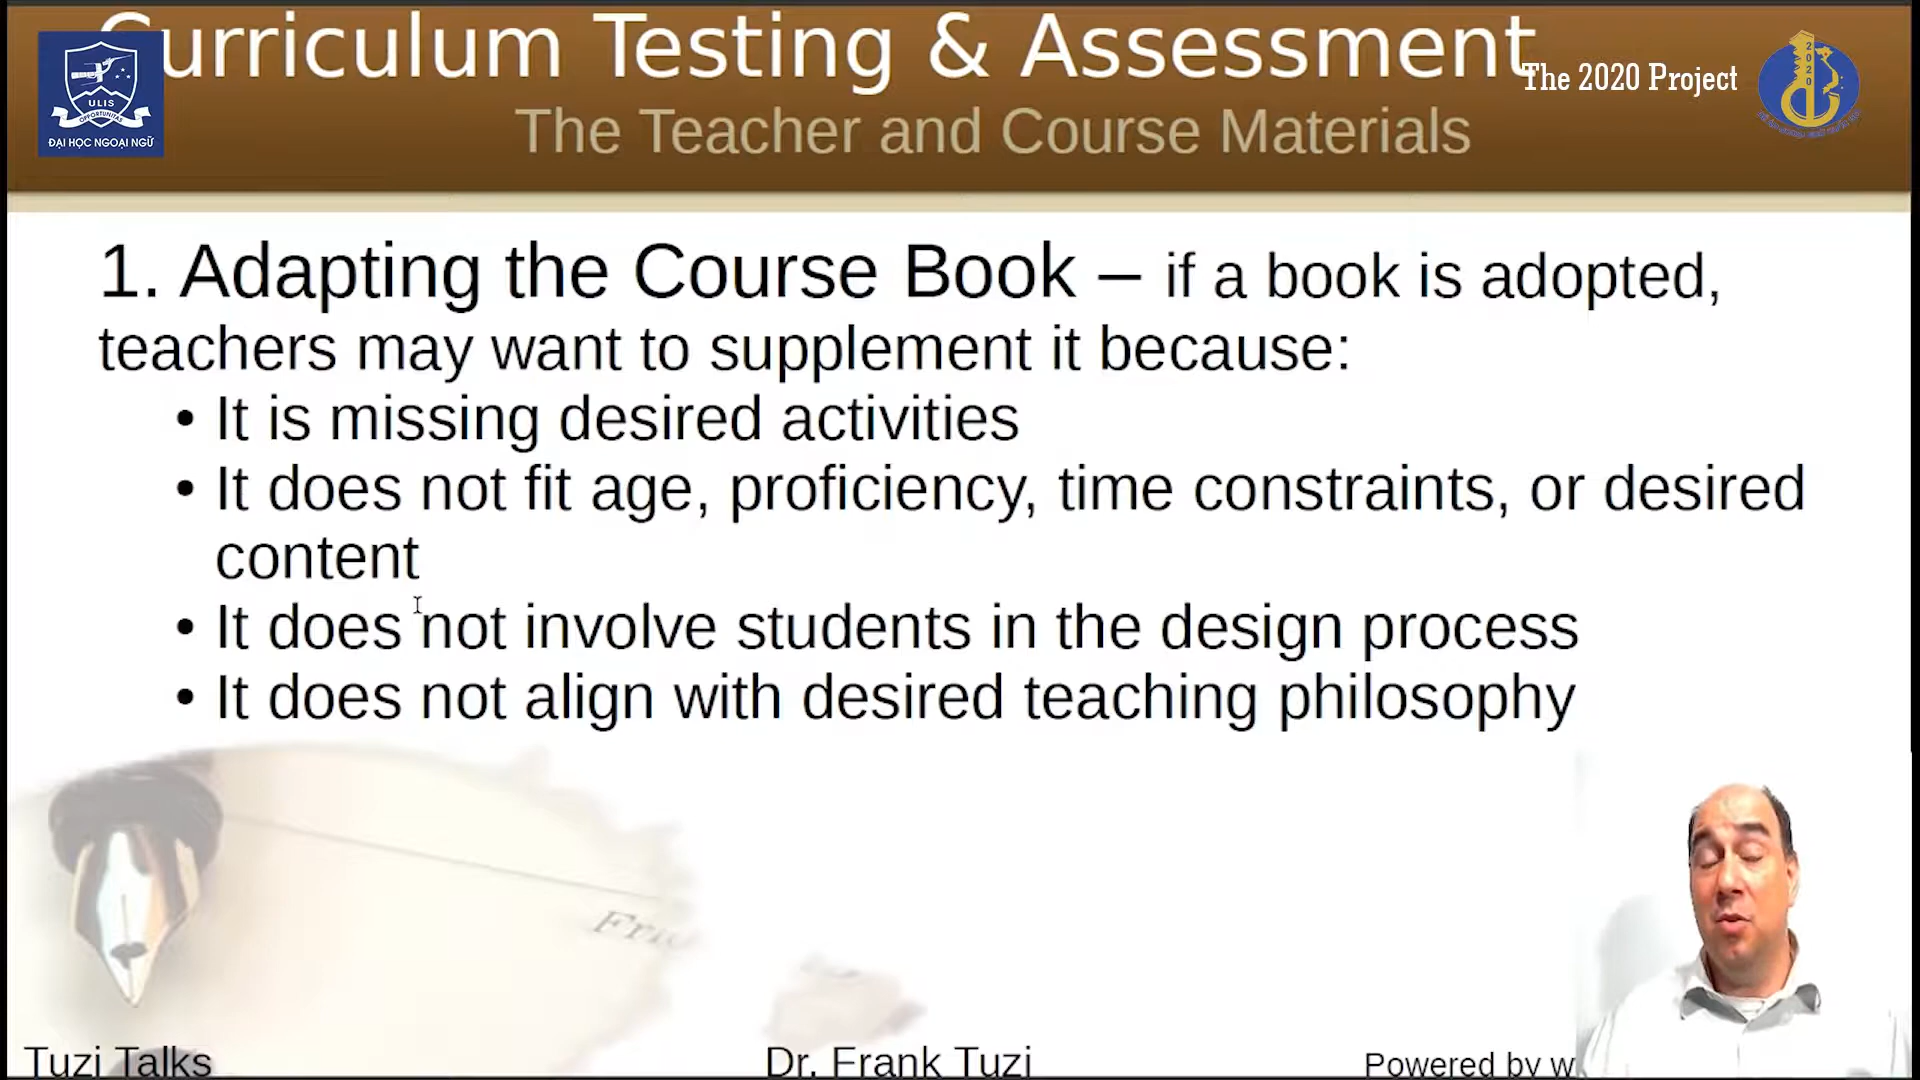 Curriculum Testing & Assessment
The 2020 Project
2020
ULIS
OPPORTUNITAS
ĐẠI HỌC NGOẠI NGỮ
The Teacher and Course Materials
1. Adapting the Course Book – if a book is adopted,
teachers may want to supplement it because:
• It is missing desired activities
• It does not fit age, proficiency, time constraints, or desired
content
• It does not involve students in the design process
• It does not align with desired teaching philosophy
Tuzi Talks
Dr. Frank Tuzi
Powered by w